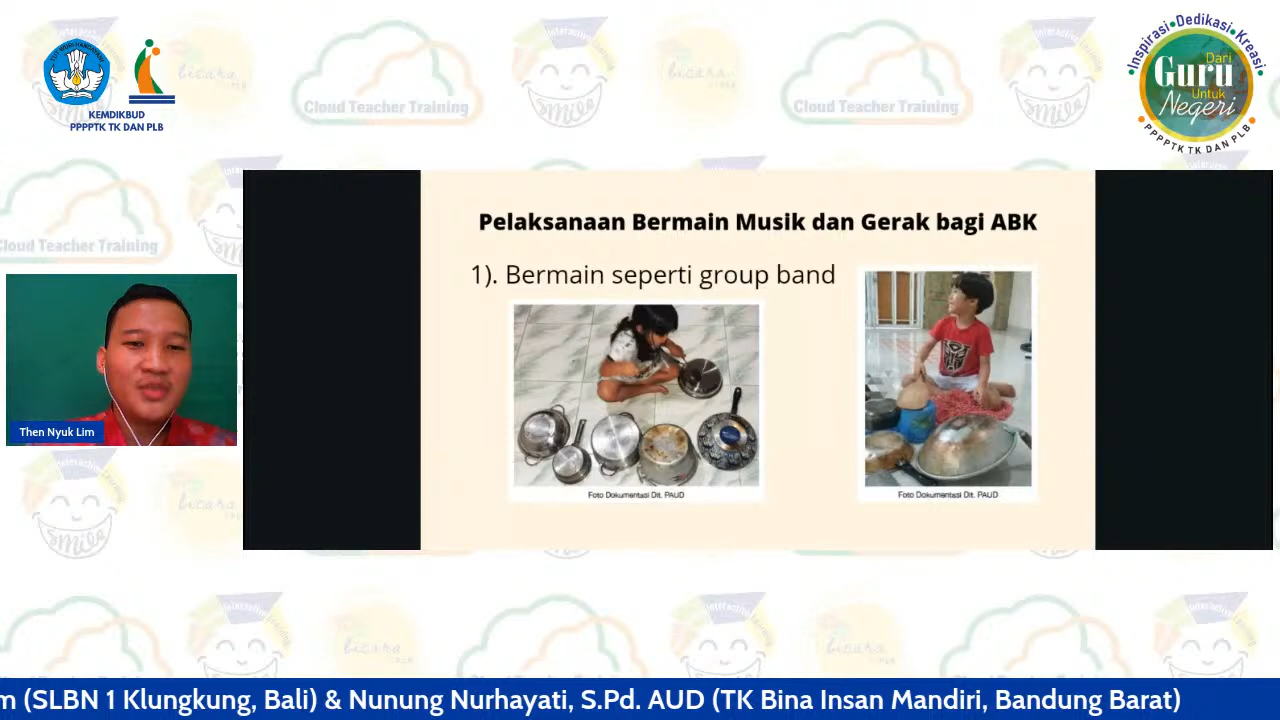 KEMDIKBUD
PPPPTK TK DAN PLB
Inspirasi•Dedikasi•Kreasi
Dari
Guru
Untuk
Negeri
PPPPTK TK DAN PLB
Cloud Teacher Training
Cloud Teacher Training
Cloud Teacher Training
Pelaksanaan Bermain Musik dan Gerak bagi ABK
1). Bermain seperti group band
Foto Dokumentasi Dit. PAUD
Foto Dokumentasi Dit. PAUD
Then Nyuk Lim
m (SLBN 1 Klungkung, Bali) & Nunung Nurhayati, S.Pd. AUD (TK Bina Insan Mandiri, Bandung Barat)